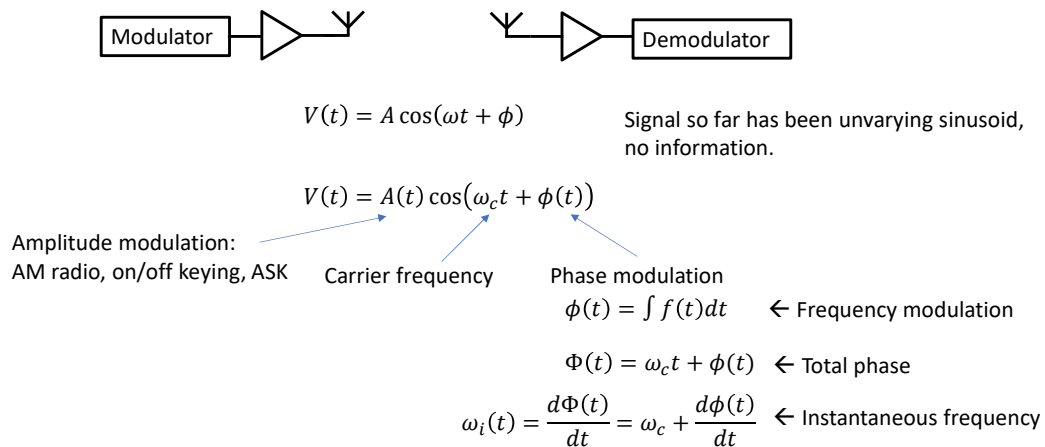 Modulator
Demodulator
V(t) = A cos(ωt + ϕ)
Signal so far has been unvarying sinusoid,
no information.
V(t) = A(t) cos(ω_c t + ϕ(t))
Amplitude modulation:
AM radio, on/off keying, ASK
Carrier frequency
Phase modulation
ϕ(t) = ∫ f(t)dt
← Frequency modulation
Φ(t) = ω_c t + ϕ(t)
← Total phase
ω_i(t) = dΦ(t)/dt = ω_c + dϕ(t)/dt
← Instantaneous frequency